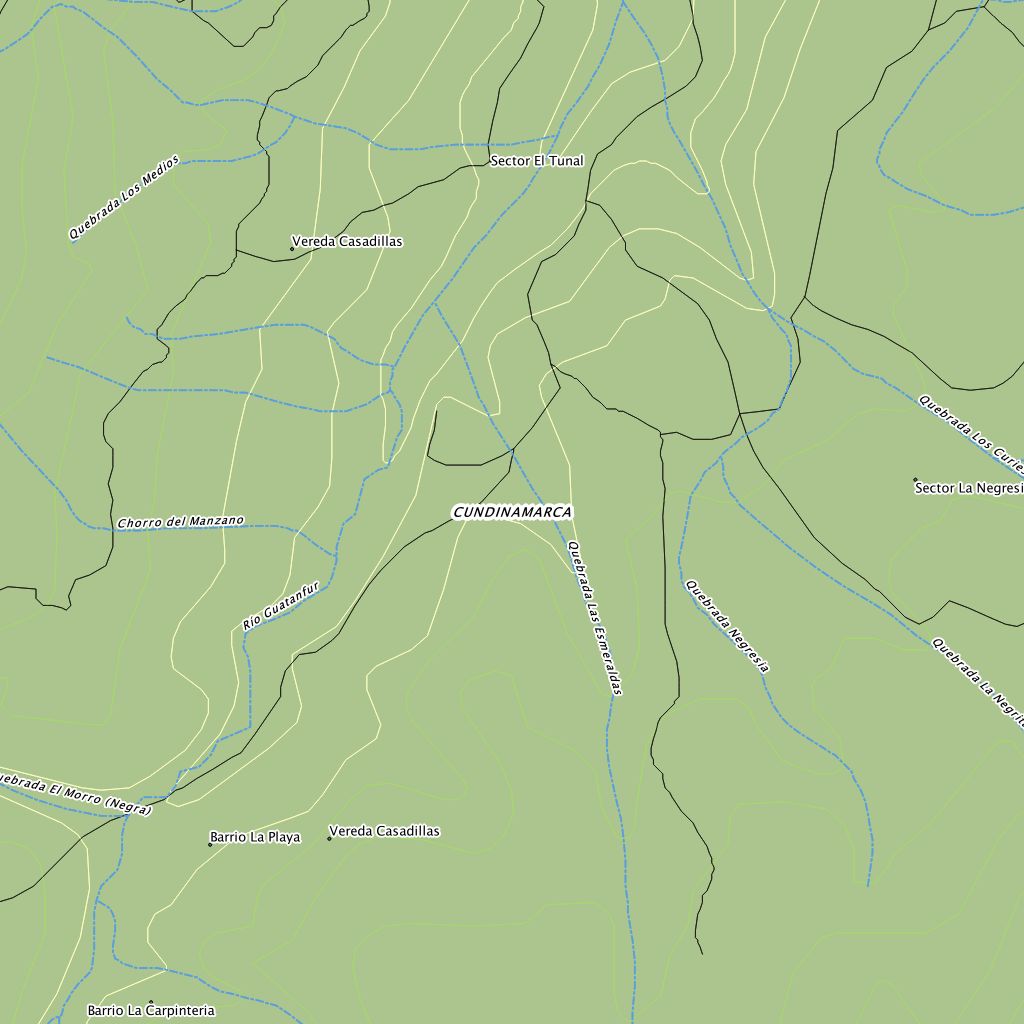 Sector El Tunal
Quebrada Los Medios
Vereda Casadillas
Quebrada Los Curies
Sector La Negresi
CUNDINAMARCA
Chorro del Manzano
Quebrada Las Esmeraldas
Rio Guatanfur
Quebrada Negresia
Quebrada La Negrit
uebrada El Morro (Negra)
Barrio La Playa
Vereda Casadillas
Barrio La Carpinteria